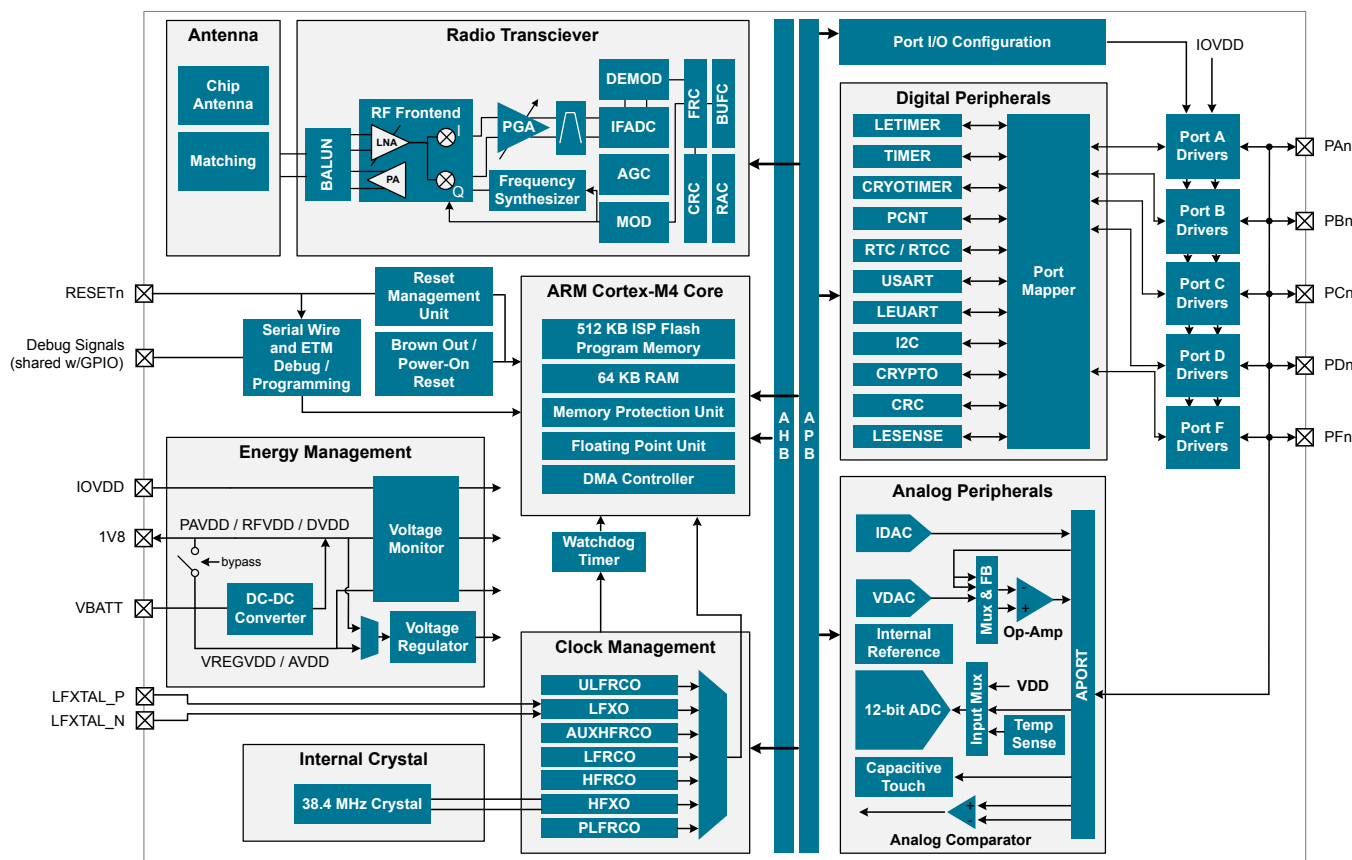 Antenna
Chip
Antenna
Matching
Radio Transciever
BALUN
RF Frontend
LNA
PA
I
Q
PGA
Frequency
Synthesizer
DEMOD
IFADC
AGC
MOD
FRC
BUFC
CRC
RAC
Port I/O Configuration
IOVDD
Digital Peripherals
LETIMER
TIMER
CRYOTIMER
PCNT
RTC / RTCC
USART
LEUART
I2C
CRYPTO
CRC
LESENSE
Port
Mapper
Port A
Drivers
Port B
Drivers
Port C
Drivers
Port D
Drivers
Port F
Drivers
PAn
PBn
PCn
PDn
PFn
RESETn
Debug Signals
(shared w/GPIO)
Reset
Management
Unit
Serial Wire
and ETM
Debug /
Programming
Brown Out /
Power-On
Reset
ARM Cortex-M4 Core
512 KB ISP Flash
Program Memory
64 KB RAM
Memory Protection Unit
Floating Point Unit
DMA Controller
AHB
APB
Energy Management
IOVDD
1V8
VBATT
PAVDD / RFVDD / DVDD
bypass
DC-DC
Converter
VREGVDD / AVDD
Voltage
Monitor
Voltage
Regulator
Watchdog
Timer
LFXTAL_P
LFXTAL_N
Clock Management
ULFRCO
LFXO
AUXHFRCO
LFRCO
HFRCO
HFXO
PLFRCO
Internal Crystal
38.4 MHz Crystal
Analog Peripherals
IDAC
VDAC
Mux & FB
-
+
Op-Amp
Internal
Reference
12-bit ADC
Input Mux
VDD
Temp
Sense
Capacitive
Touch
+
-
Analog Comparator
APORT